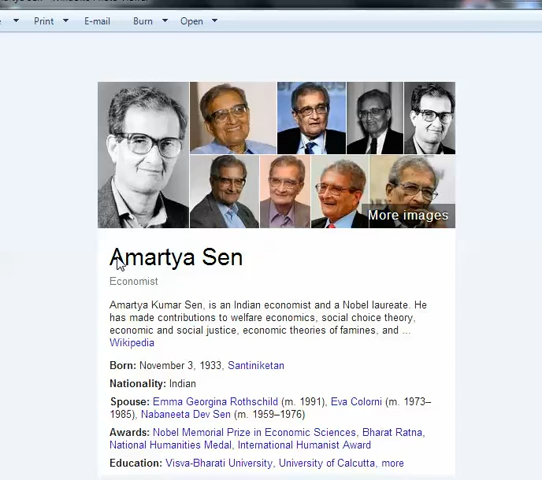 Print E-mail Burn Open
More images
Amartya Sen
Economist
Amartya Kumar Sen, is an Indian economist and a Nobel laureate. He
has made contributions to welfare economics, social choice theory,
economic and social justice, economic theories of famines, and ...
Wikipedia
Born: November 3, 1933, Santiniketan
Nationality: Indian
Spouse: Emma Georgina Rothschild (m. 1991), Eva Colorni (m. 1973–
1985), Nabaneeta Dev Sen (m. 1959–1976)
Awards: Nobel Memorial Prize in Economic Sciences, Bharat Ratna,
National Humanities Medal, International Humanist Award
Education: Visva-Bharati University, University of Calcutta, more